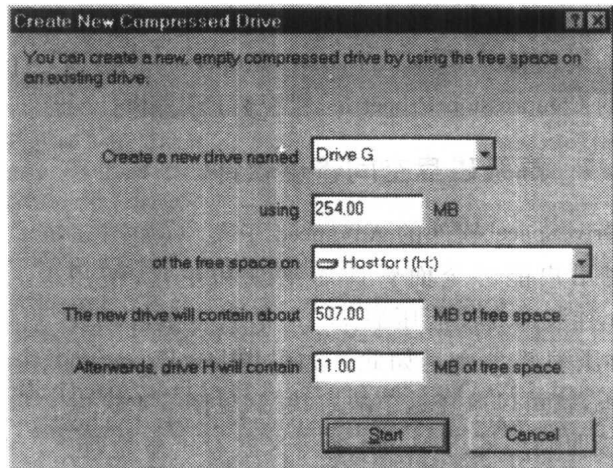 Create New Compressed Drive
You can create a new, empty compressed drive by using the free space on
an existing drive.
Create a new drive named Drive G
using 254.00 MB
of the free space on Host for f (H:)
The new drive will contain about 507.00 MB of free space.
Afterwards, drive H will contain 11.00 MB of free space.
Start Cancel